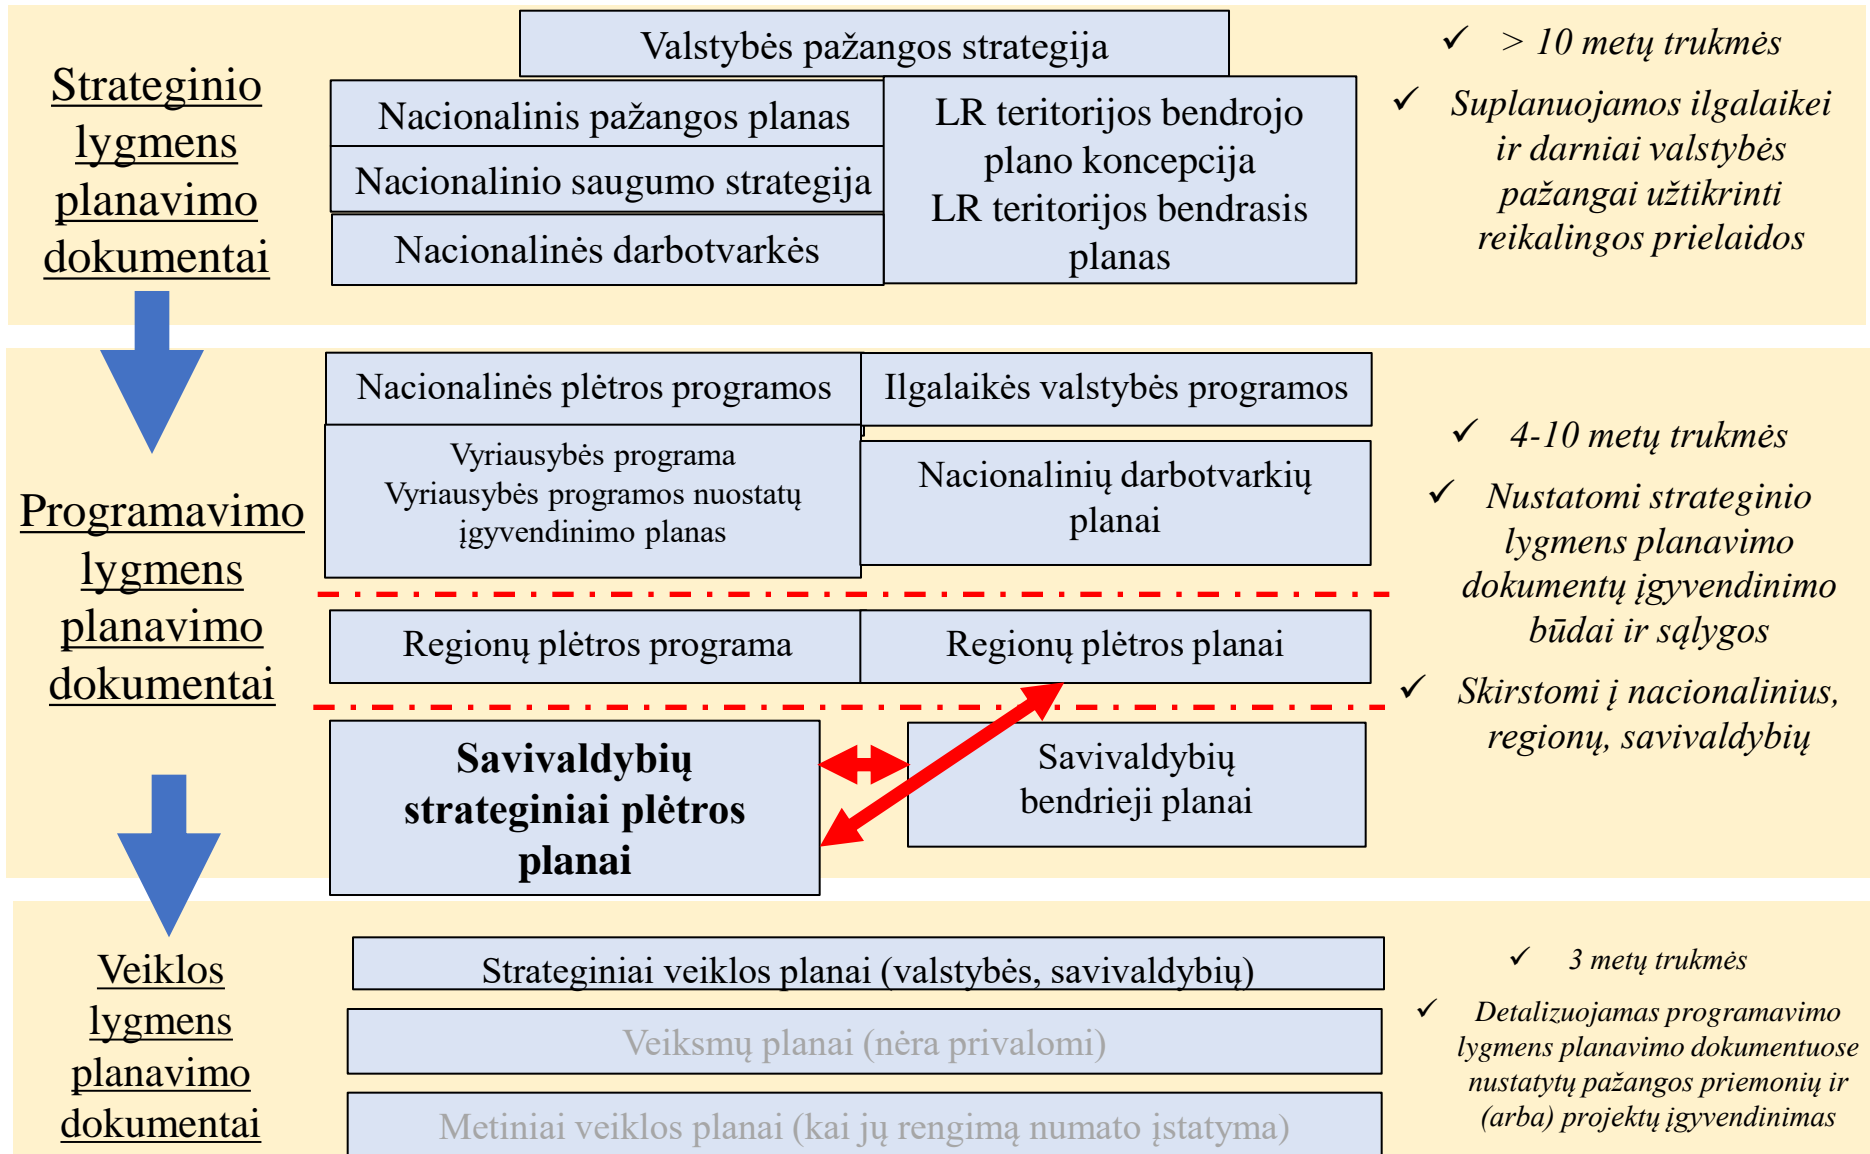 Strateginio
lygmens
planavimo
dokumentai
Valstybės pažangos strategija
Nacionalinis pažangos planas
Nacionalinio saugumo strategija
Nacionalinės darbotvarkės
LR teritorijos bendrojo
plano koncepcija
LR teritorijos bendrasis
planas
✓ > 10 metų trukmės
✓ Suplanuojamos ilgalaikei
ir darniai valstybės
pažangai užtikrinti
reikalingos prielaidos
Programavimo
lygmens
planavimo
dokumentai
Nacionalinės plėtros programos
Ilgalaikės valstybės programos
Vyriausybės programa
Vyriausybės programos nuostatų
įgyvendinimo planas
Nacionalinių darbotvarkių
planai
Regionų plėtros programa
Regionų plėtros planai
Savivaldybių
strateginiai plėtros
planai
Savivaldybių
bendrieji planai
✓ 4-10 metų trukmės
✓ Nustatomi strateginio
lygmens planavimo
dokumentų įgyvendinimo
būdai ir sąlygos
✓ Skirstomi į nacionalinius,
regionų, savivaldybių
Veiklos
lygmens
planavimo
dokumentai
Strateginiai veiklos planai (valstybės, savivaldybių)
Veiksmų planai (nėra privalomi)
Metiniai veiklos planai (kai jų rengimą numato įstatyma)
✓ 3 metų trukmės
✓ Detalizuojamas programavimo
lygmens planavimo dokumentuose
nustatytų pažangos priemonių ir
(arba) projektų įgyvendinimas